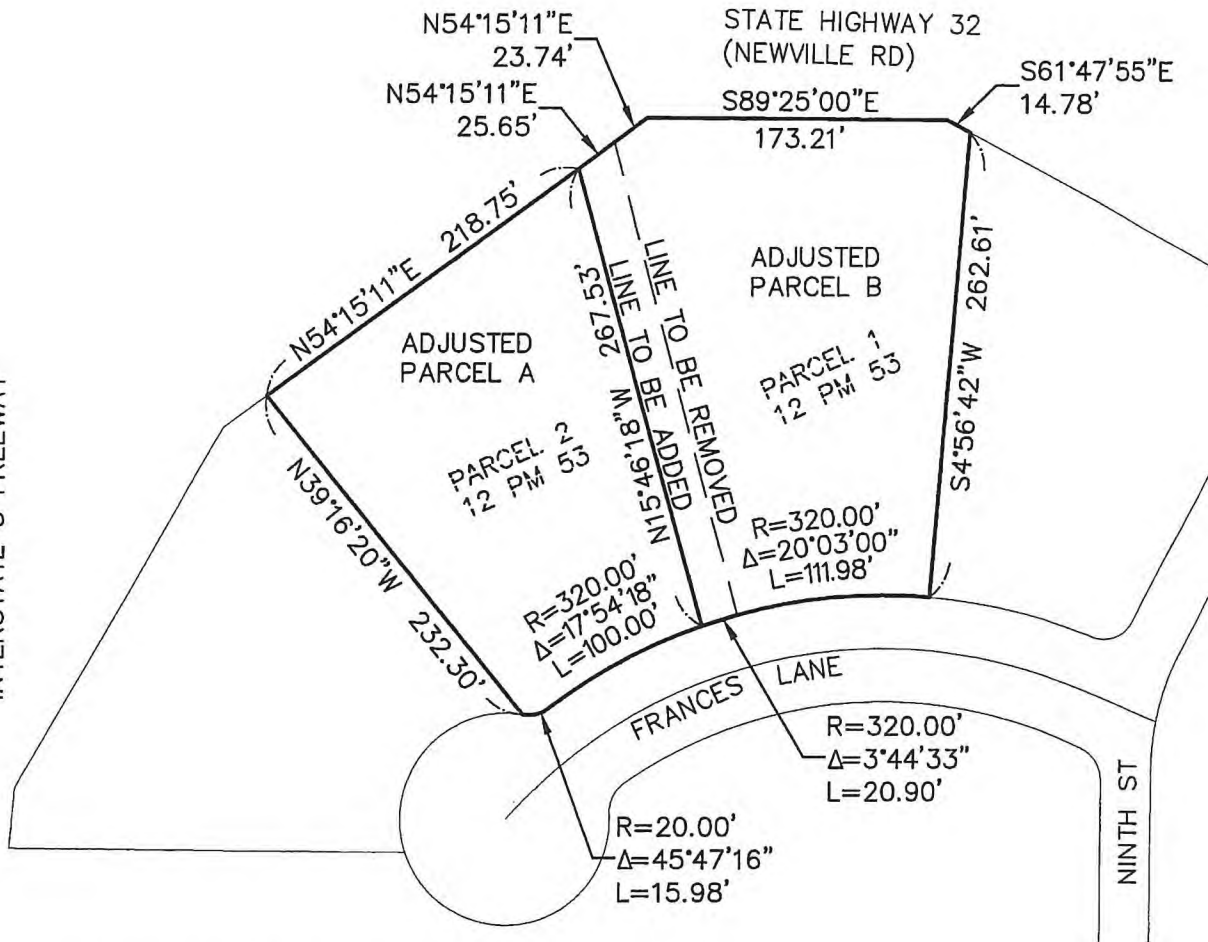 N54°15'11"E
23.74'
N54°15'11"E
25.65'
STATE HIGHWAY 32
(NEWVILLE RD)
S89°25'00"E
173.21'
S61°47'55"E
14.78'
N54°15'11"E 218.75'
ADJUSTED
PARCEL A
PARCEL 2
12 PM 53
N39°16'20"W 232.30'
N15°46'18"W 267.53'
LINE TO BE ADDED
LINE TO BE REMOVED
ADJUSTED
PARCEL B
PARCEL 1
12 PM 53
S4°56'42"W 262.61'
R=320.00'
Δ=20°03'00"
L=111.98'
R=320.00'
Δ=17°54'18"
L=100.00'
FRANCES LANE
R=320.00'
Δ=3°44'33"
L=20.90'
R=20.00'
Δ=45°47'16"
L=15.98'
NINTH ST